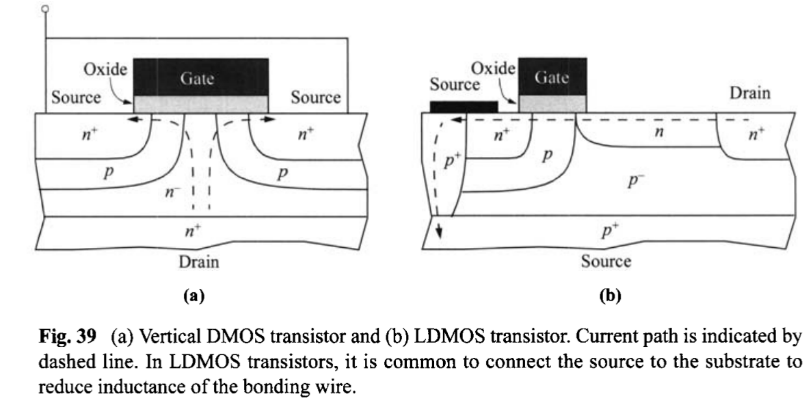 Oxide
Gate
Source
Source
n+
n+
p
p
n-
n+
Drain
(a)
Oxide
Source
Gate
Drain
n+
n
n+
p+
p
p-
p+
Source
(b)
Fig. 39 (a) Vertical DMOS transistor and (b) LDMOS transistor. Current path is indicated by
dashed line. In LDMOS transistors, it is common to connect the source to the substrate to
reduce inductance of the bonding wire.